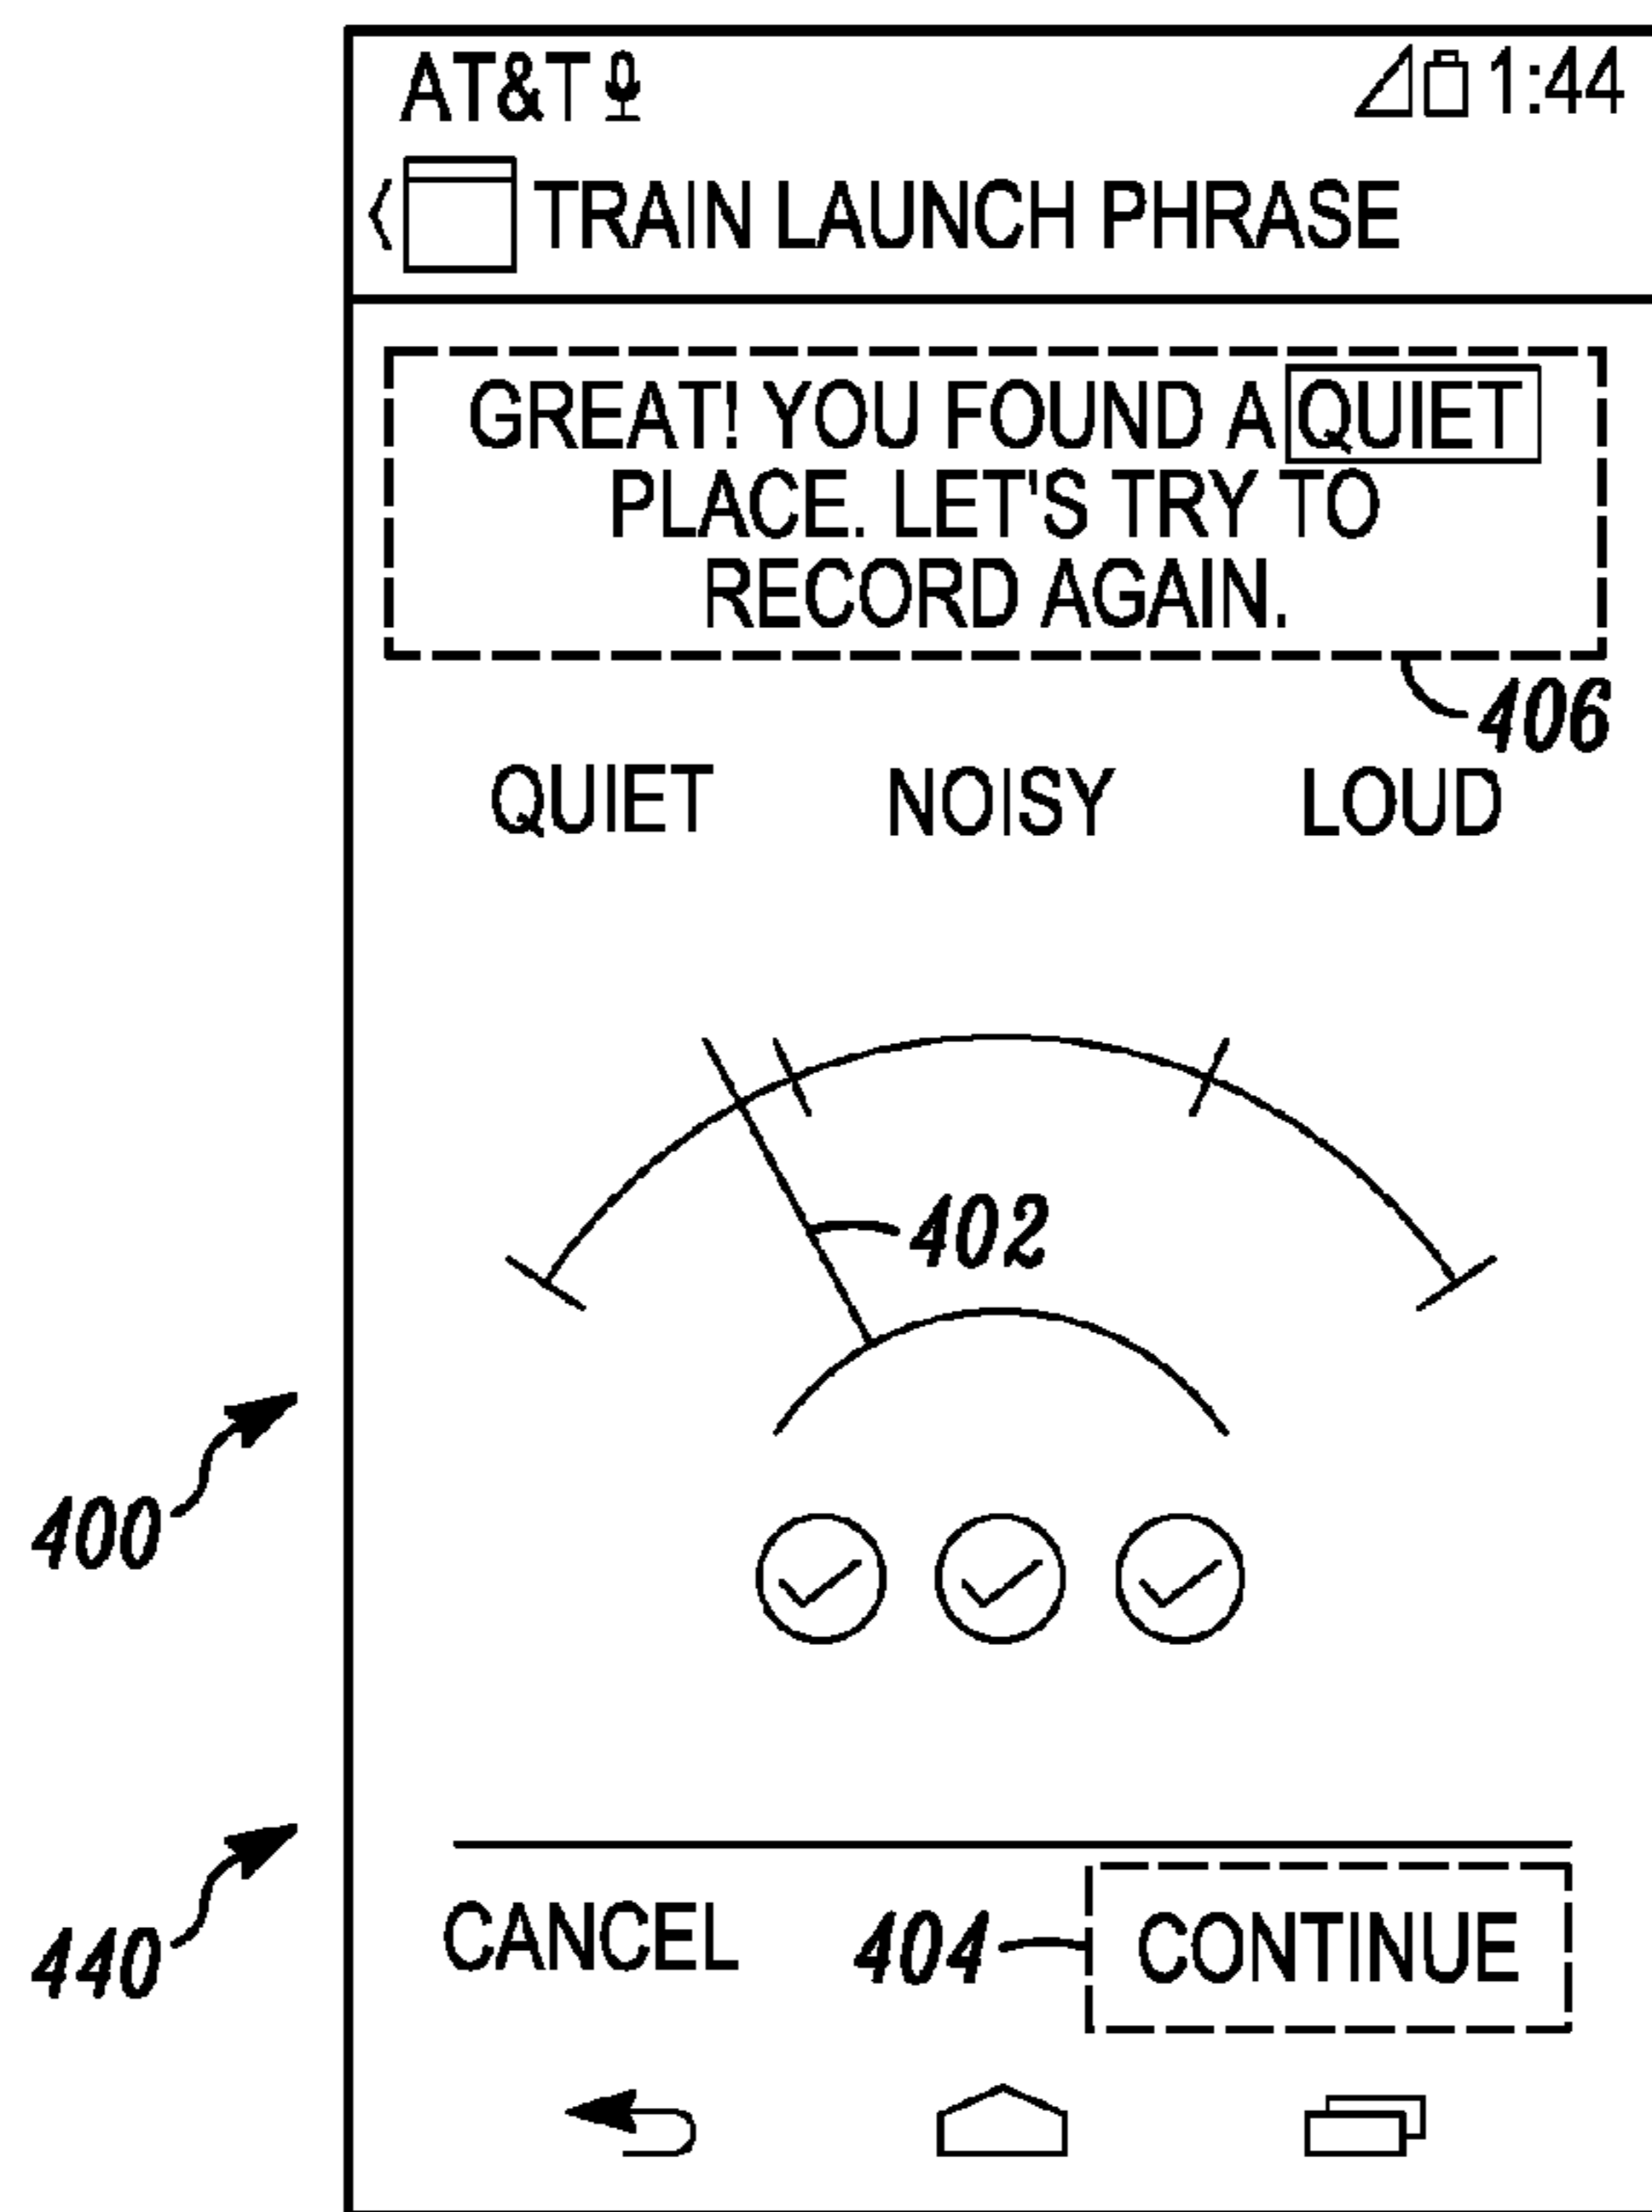 AT&T 1:44
TRAIN LAUNCH PHRASE
GREAT! YOU FOUND A QUIET
PLACE. LET'S TRY TO
RECORD AGAIN.
406
QUIET NOISY LOUD
402
400
440
CANCEL 404 CONTINUE